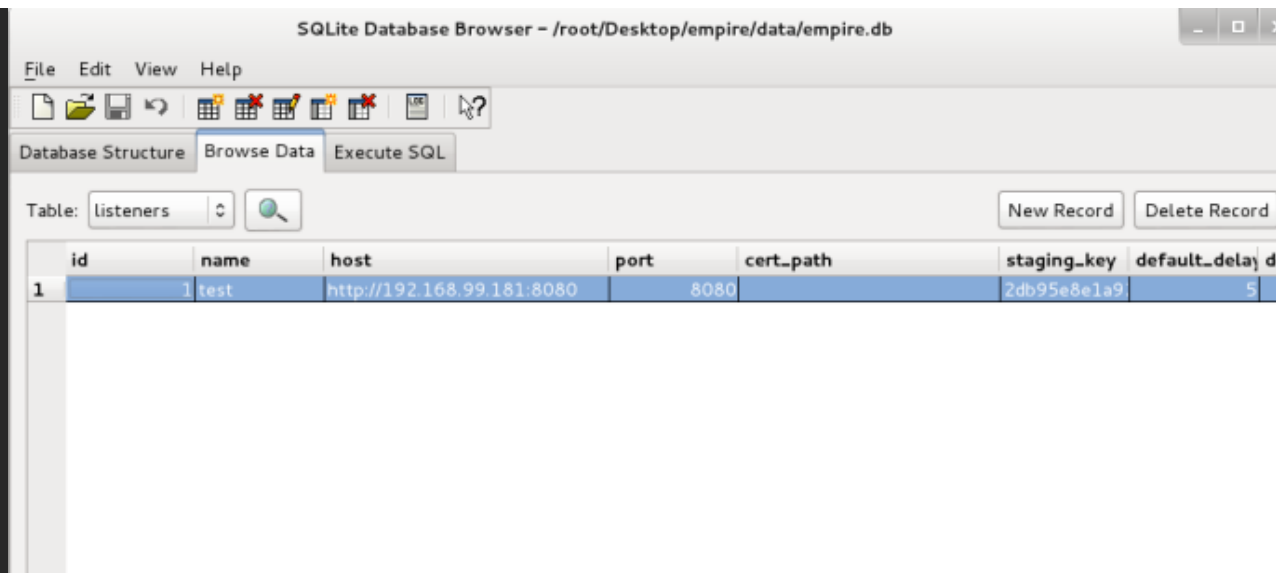 SQLite Database Browser – /root/Desktop/empire/data/empire.db
File Edit View Help
Database Structure Browse Data Execute SQL
Table: listeners New Record Delete Record
id name host port cert_path staging_key default_delay d
1 1 test http://192.168.99.181:8080 8080 2db95e8e1a9 5